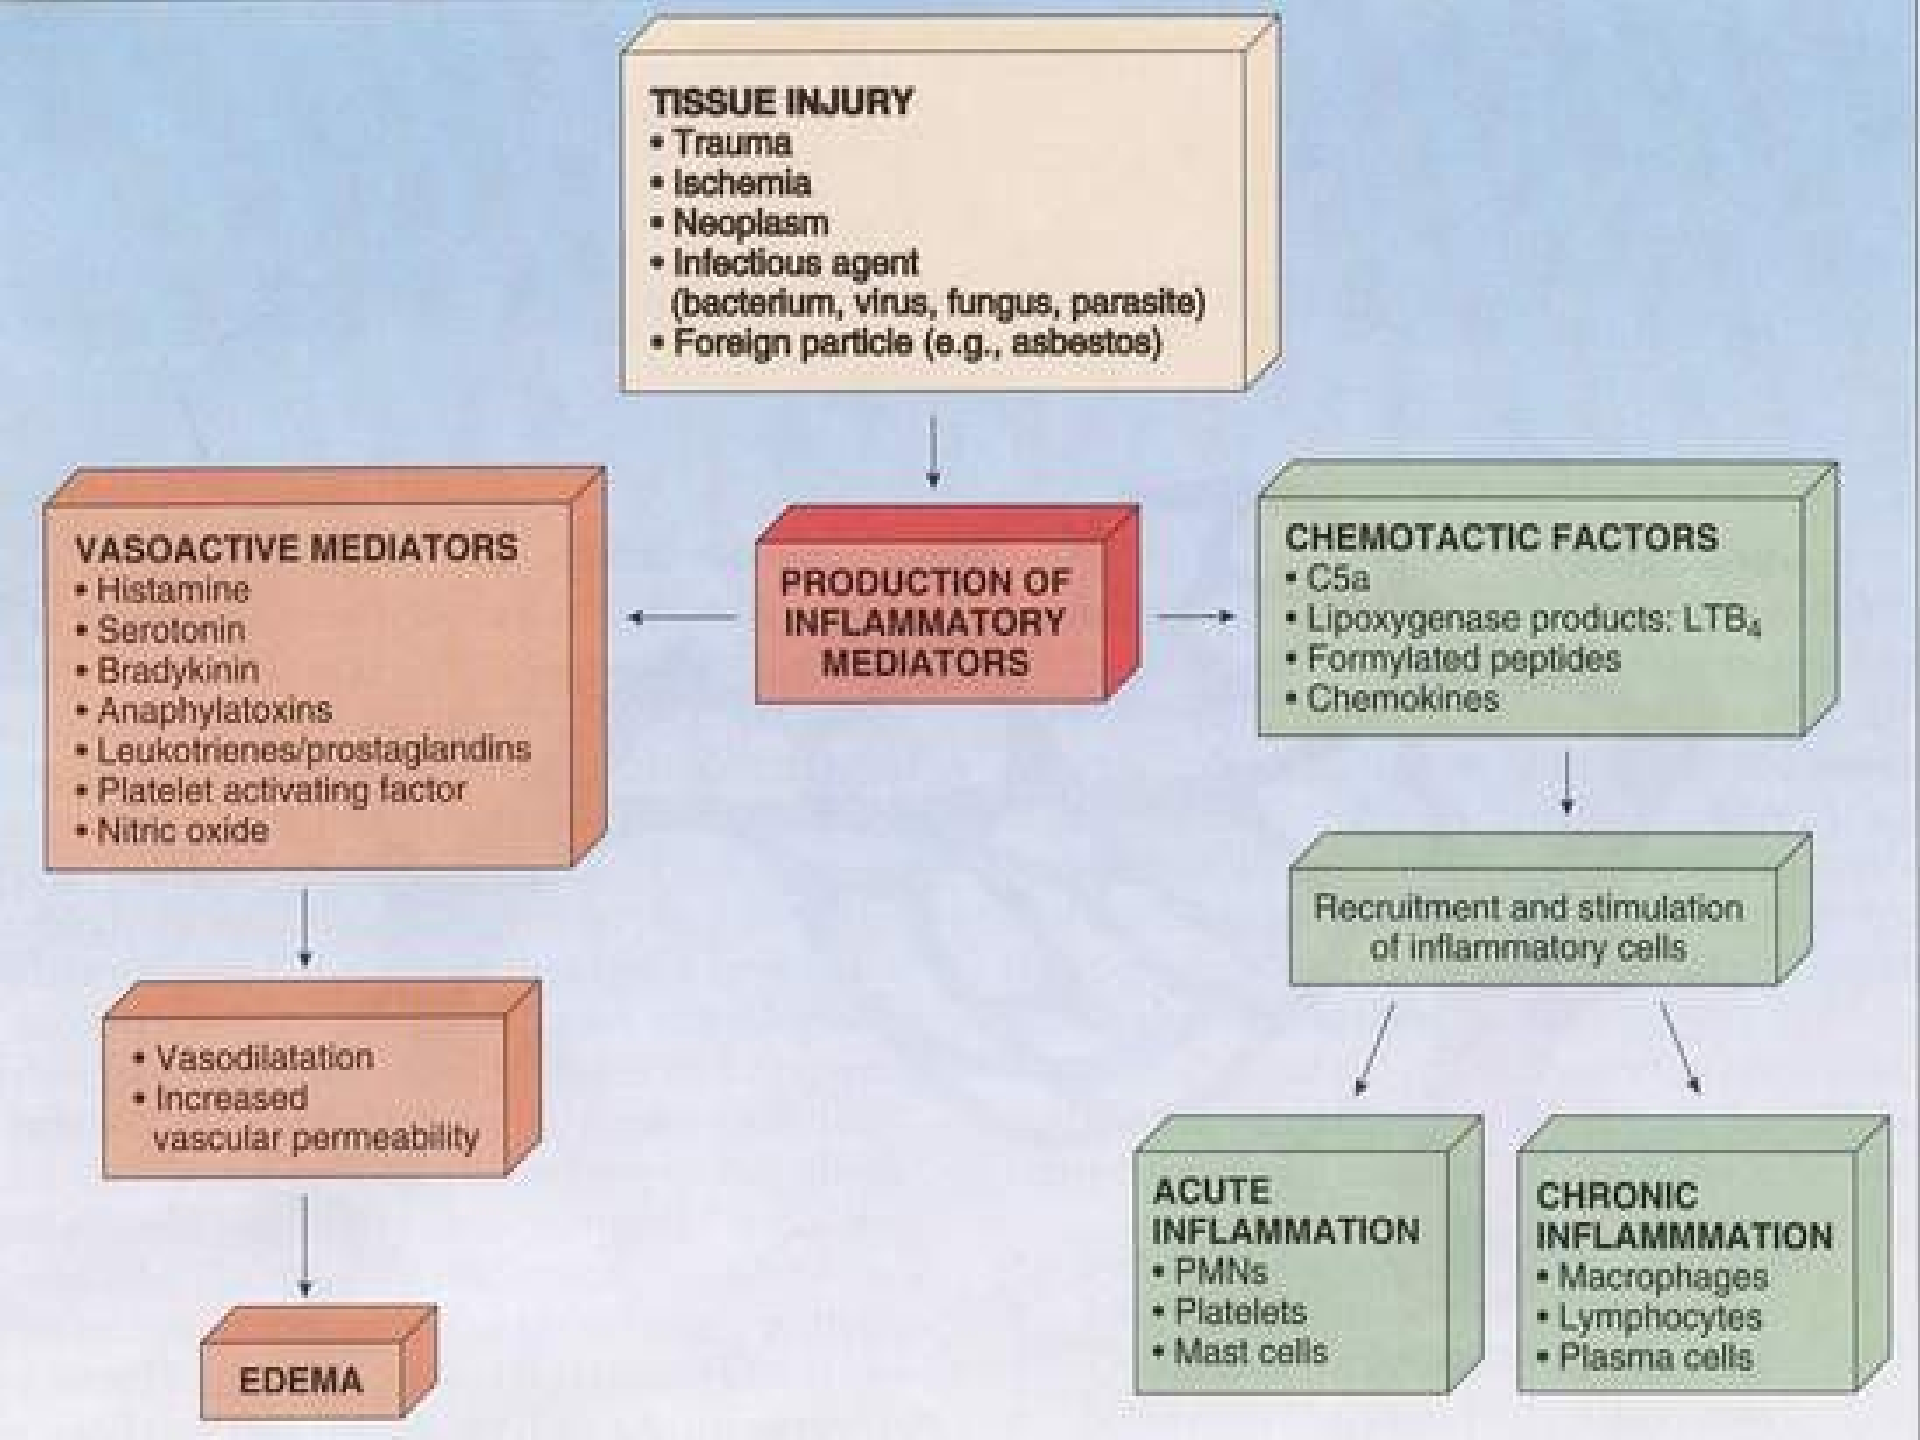 TISSUE INJURY
• Trauma
• Ischemia
• Neoplasm
• Infectious agent
(bacterium, virus, fungus, parasite)
• Foreign particle (e.g., asbestos)
VASOACTIVE MEDIATORS
• Histamine
• Serotonin
• Bradykinin
• Anaphylatoxins
• Leukotrienes/prostaglandins
• Platelet activating factor
• Nitric oxide
PRODUCTION OF
INFLAMMATORY
MEDIATORS
CHEMOTACTIC FACTORS
• C5a
• Lipoxygenase products: LTB₄
• Formylated peptides
• Chemokines
Recruitment and stimulation
of inflammatory cells
• Vasodilatation
• Increased
vascular permeability
EDEMA
ACUTE
INFLAMMATION
• PMNs
• Platelets
• Mast cells
CHRONIC
INFLAMMMATION
• Macrophages
• Lymphocytes
• Plasma cells